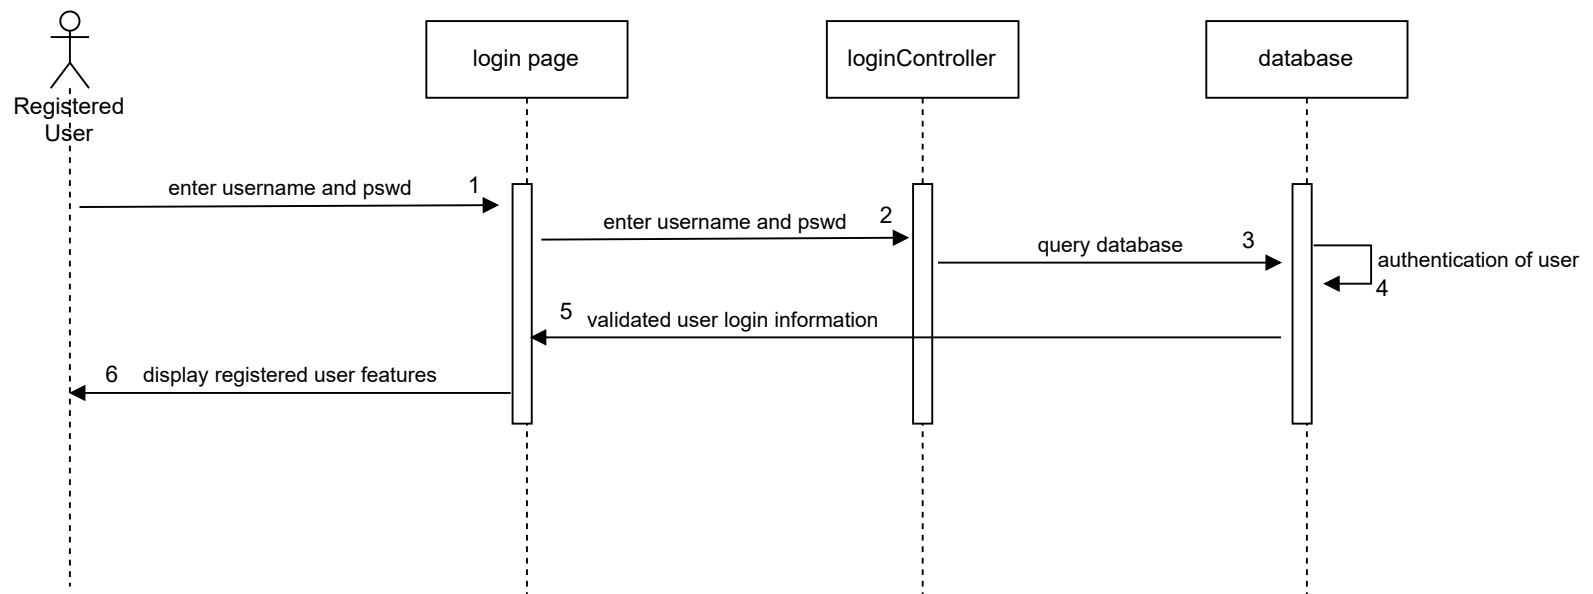 login page
loginController
database
Registered
User
enter username and pswd 1
enter username and pswd 2
query database 3
authentication of user
4
5 validated user login information
6 display registered user features